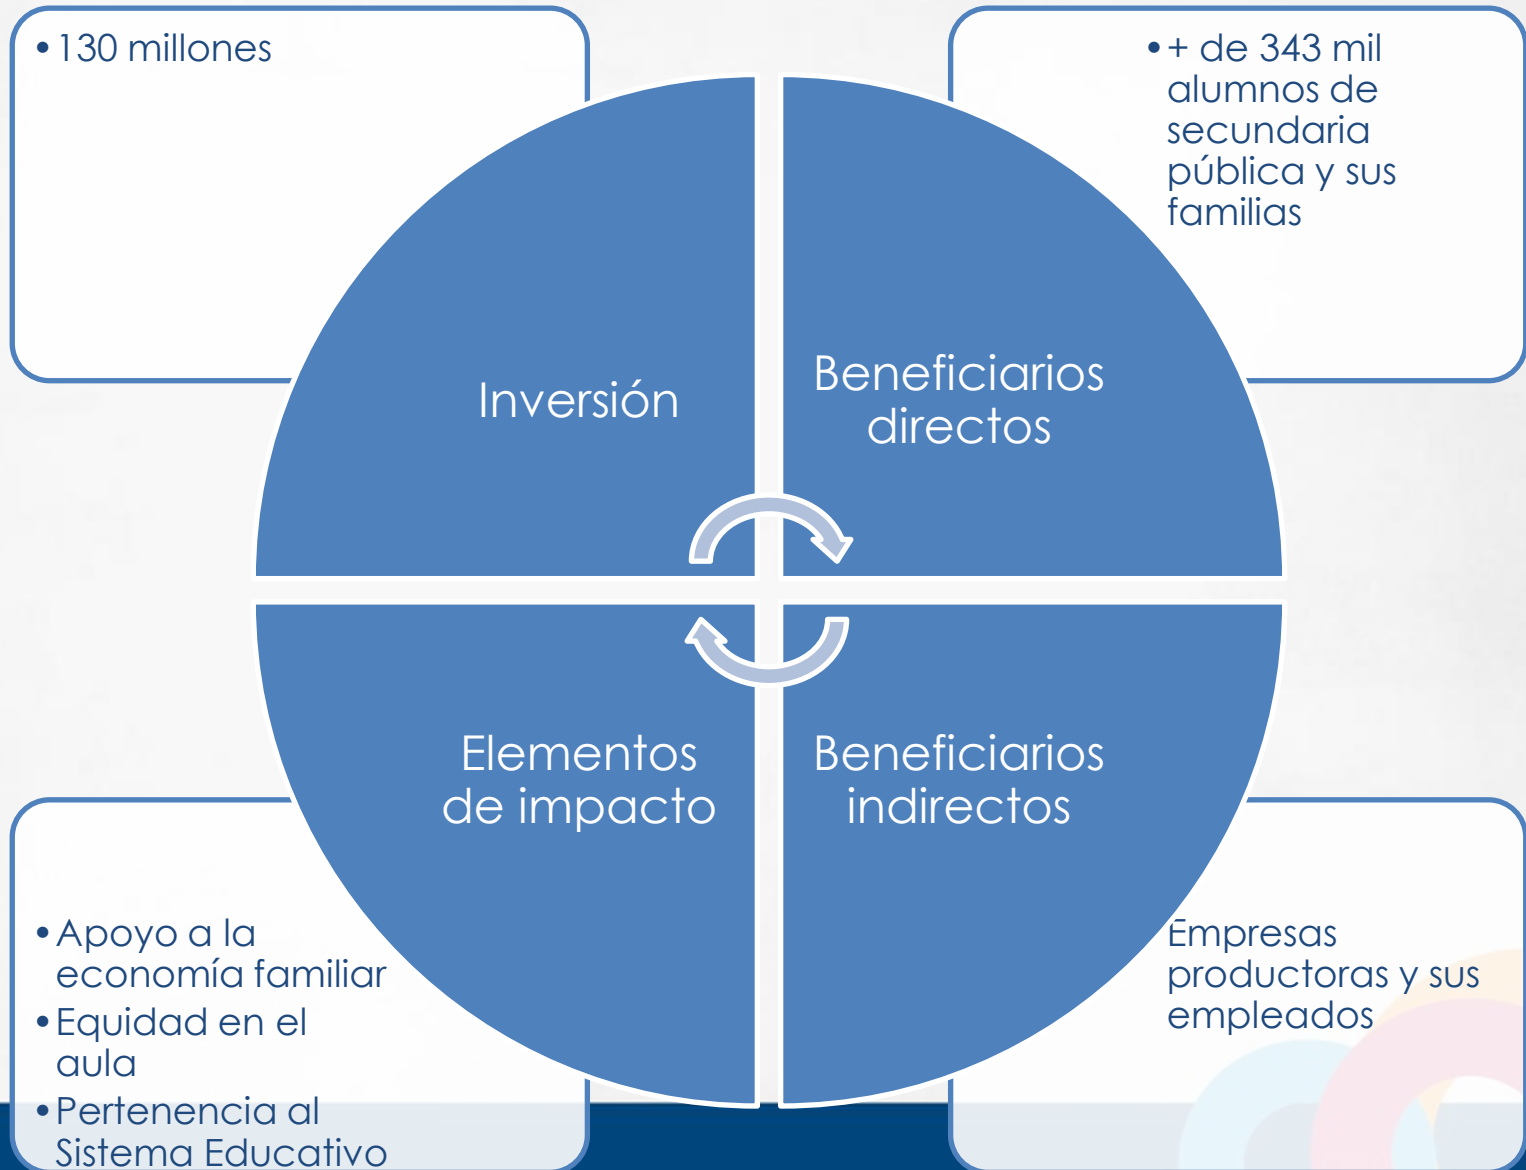 •130 millones
•+ de 343 mil
alumnos de
secundaria
pública y sus
familias
Inversión
Beneficiarios
directos
Elementos
de impacto
Beneficiarios
indirectos
•Apoyo a la
economía familiar
•Equidad en el
aula
•Pertenencia al
Sistema Educativo
Empresas
productoras y sus
empleados